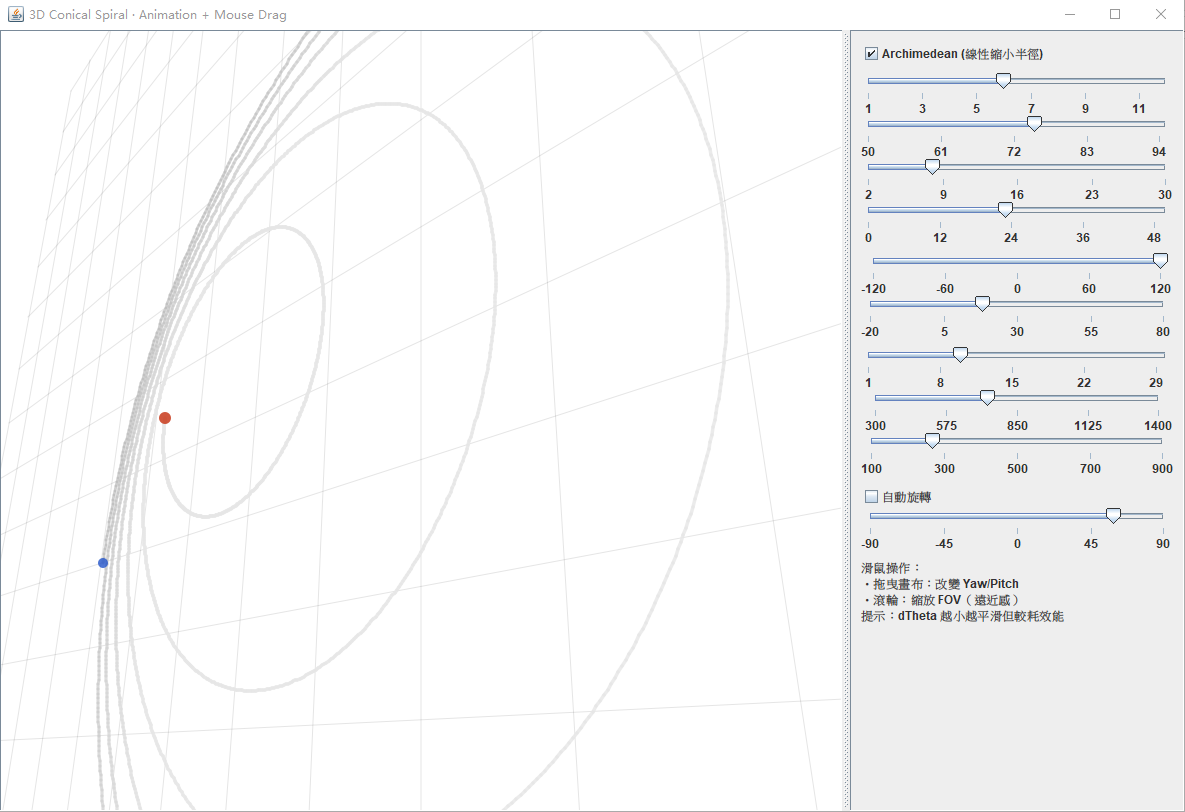 3D Conical Spiral · Animation + Mouse Drag
Archimedean (線性縮小半徑)
1 3 5 7 9 11
50 61 72 83 94
2 9 16 23 30
0 12 24 36 48
-120 -60 0 60 120
-20 5 30 55 80
1 8 15 22 29
300 575 850 1125 1400
100 300 500 700 900
自動旋轉
-90 -45 0 45 90
滑鼠操作：
・拖曳畫布：改變 Yaw/Pitch
・滾輪：縮放 FOV（遠近感）
提示：dTheta 越小越平滑但較耗效能